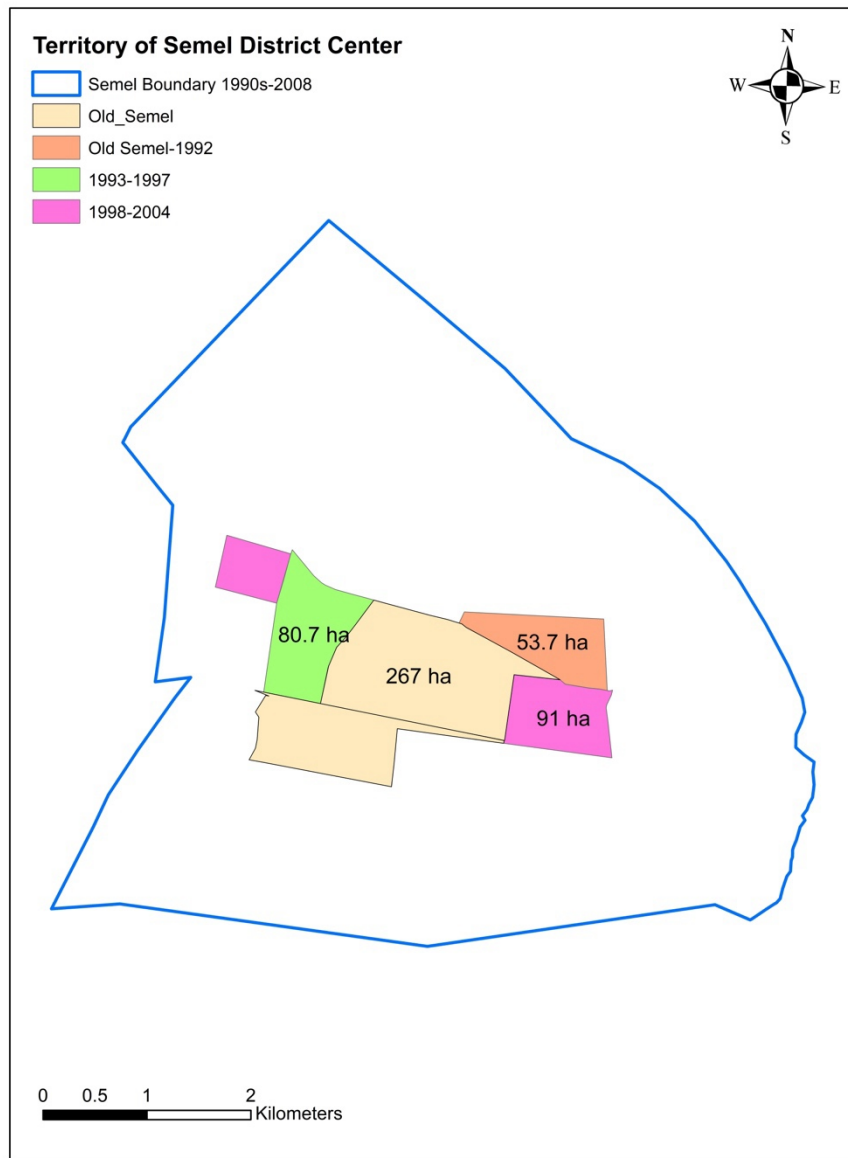 Territory of Semel District Center
N
W E
S
Semel Boundary 1990s-2008
Old_Semel
Old Semel-1992
1993-1997
1998-2004
80.7 ha
53.7 ha
267 ha
91 ha
0 0.5 1 2
Kilometers